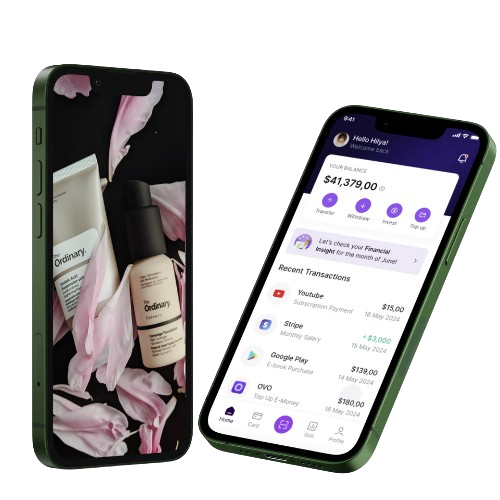 The
Ordinary.
The
Ordinary.
Coverage Foundation
9:41
Hello Hilya!
Welcome back
YOUR BALANCE
$41,379,00
Transfer Withdraw Invest Top up
Let's check your Financial
Insight for the month of June!
Recent Transactions
Youtube $15,00
Subscription Payment 16 May 2024
Stripe + $3,000
Monthly Salary 15 May 2024
Google Play $139,00
E-book Purchase 14 May 2024
OVO $180,00
Top Up E-Money 18 May 2024
Home Card Stat Profile